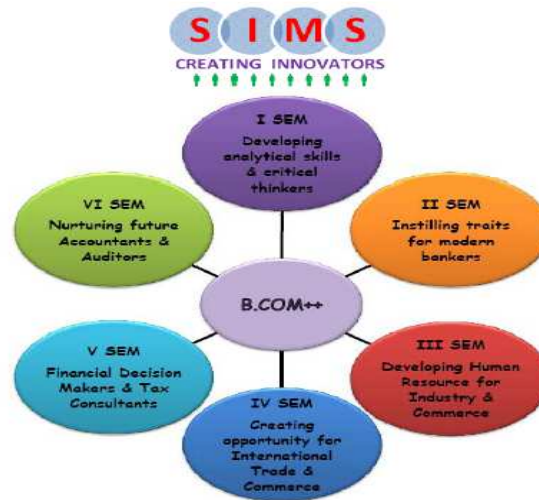 SIMS
CREATING INNOVATORS
I SEM
Developing
analytical skills
& critical
thinkers
II SEM
Instilling traits
for modern
bankers
III SEM
Developing Human
Resource for
Industry &
Commerce
IV SEM
Creating
opportunity for
International
Trade &
Commerce
V SEM
Financial Decision
Makers & Tax
Consultants
VI SEM
Nurturing future
Accountants &
Auditors
B.COM++